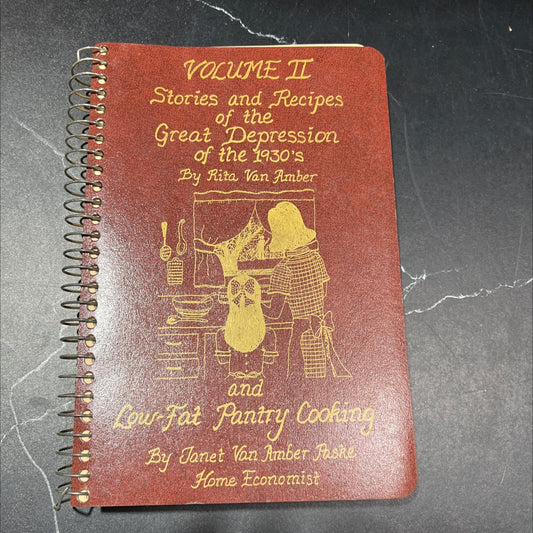 VOLUME II
Stories and Recipes
of the
Great Depression
of the 1930's
By Rita Van Amber
and
Low-Fat Pantry Cooking
By Janet Van Amber Paske
Home Economist